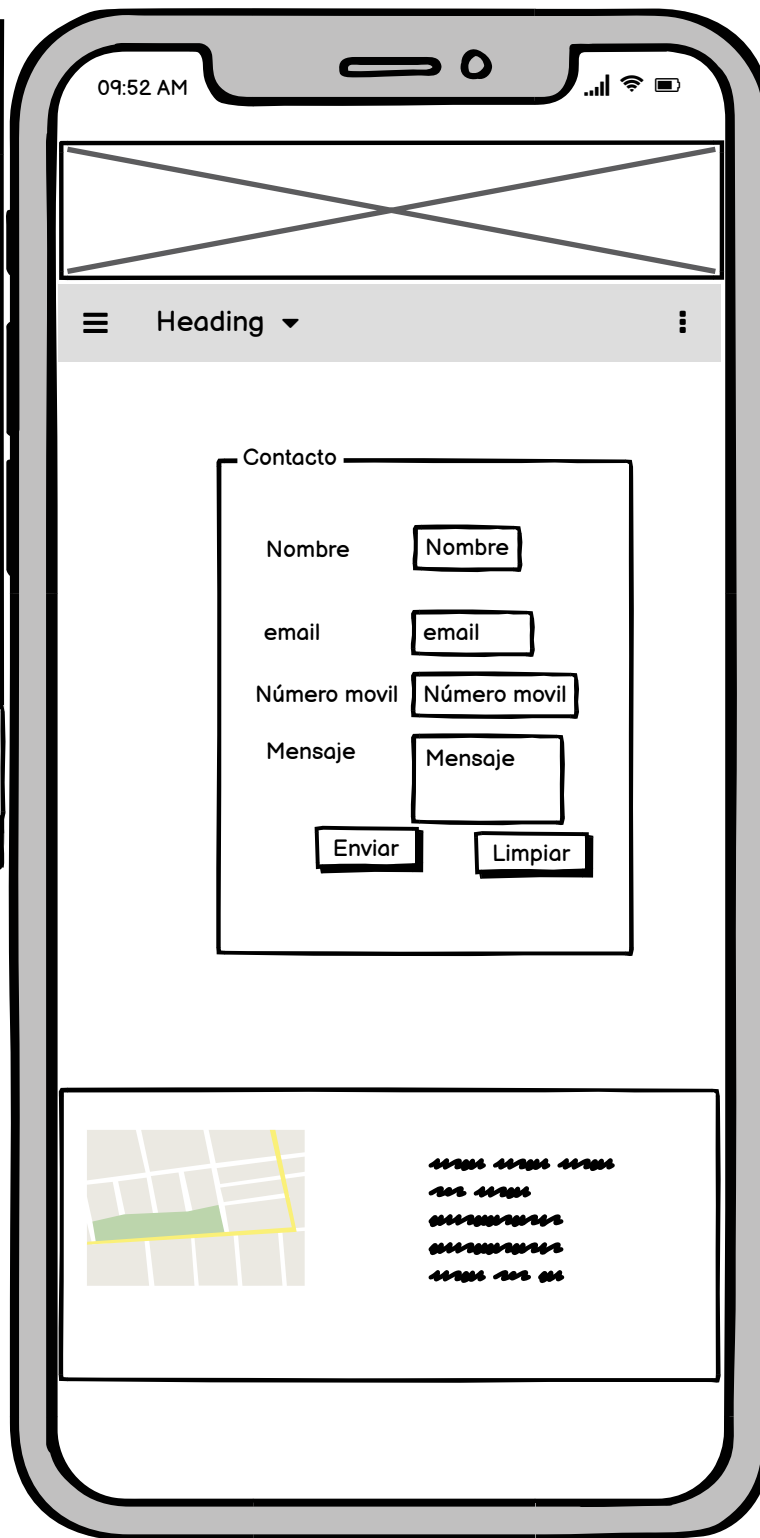 09:52 AM
Heading
Contacto
Nombre Nombre
email email
Número movil Número movil
Mensaje Mensaje
Enviar Limpiar